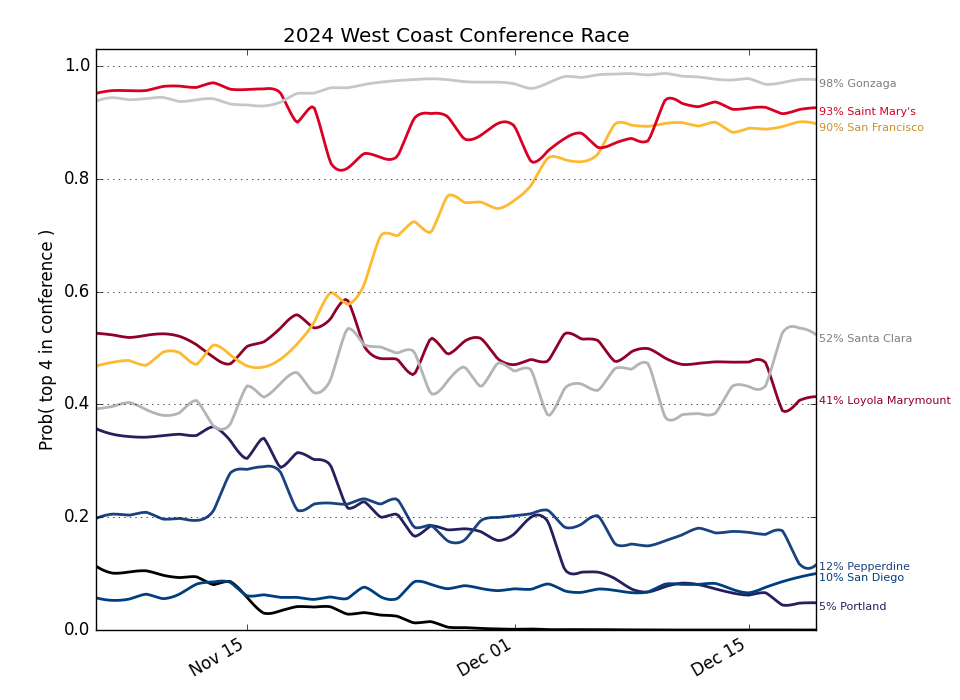 2024 West Coast Conference Race
Prob( top 4 in conference )
1.0
0.8
0.6
0.4
0.2
0.0
Nov 15
Dec 01
Dec 15
98% Gonzaga
93% Saint Mary's
90% San Francisco
52% Santa Clara
41% Loyola Marymount
12% Pepperdine
10% San Diego
5% Portland